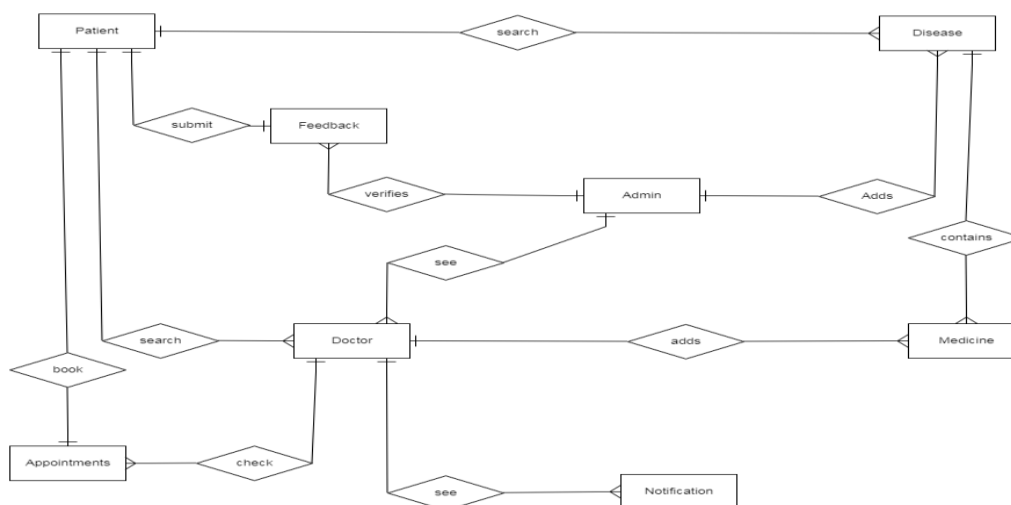 Patient
search
Disease
submit
Feedback
verifies
Admin
Adds
contains
see
search
Doctor
adds
Medicine
book
Appointments
check
see
Notification